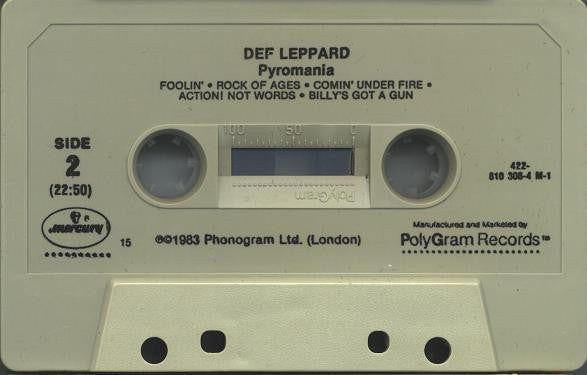 DEF LEPPARD
Pyromania
FOOLIN' • ROCK OF AGES • COMIN' UNDER FIRE •
ACTION! NOT WORDS • BILLY'S GOT A GUN
SIDE
2
(22:50)
100 50 0
PolyGram
422-
810 308-4 M-1
mercury
15
℗©1983 Phonogram Ltd. (London)
Manufactured and Marketed by
PolyGram Records™